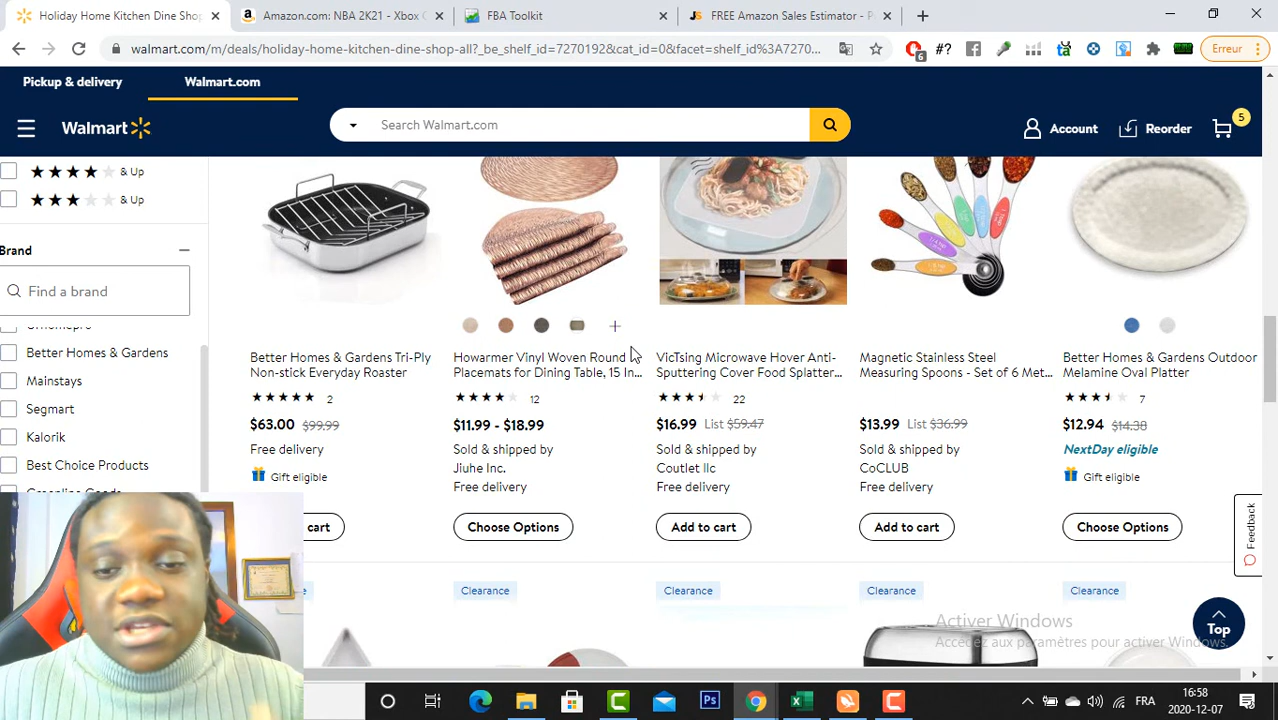 Holiday Home Kitchen Dine Shop
Amazon.com: NBA 2K21 - Xbox
FBA Toolkit
FREE Amazon Sales Estimator - P
walmart.com/m/deals/holiday-home-kitchen-dine-shop-all?_be_shelf_id=7270192&cat_id=0&facet=shelf_id%3A7270...
6
#?
Erreur
Pickup & delivery
Walmart.com
Walmart
Search Walmart.com
Account
Reorder
5
& Up
& Up
Brand
Find a brand
Better Homes & Gardens
Mainstays
Segmart
Kalorik
Best Choice Products
Better Homes & Gardens Tri-Ply
Non-stick Everyday Roaster
2
$63.00 $99.99
Free delivery
Gift eligible
cart
Howarmer Vinyl Woven Round
Placemats for Dining Table, 15 In...
12
$11.99 - $18.99
Sold & shipped by
Jiuhe Inc.
Free delivery
Choose Options
VicTsing Microwave Hover Anti-
Sputtering Cover Food Splatter...
22
$16.99 List $59.47
Sold & shipped by
Coutlet llc
Free delivery
Add to cart
Magnetic Stainless Steel
Measuring Spoons - Set of 6 Met...
$13.99 List $36.99
Sold & shipped by
CoCLUB
Free delivery
Add to cart
Better Homes & Gardens Outdoor
Melamine Oval Platter
7
$12.94 $14.38
NextDay eligible
Gift eligible
Choose Options
Feedback
Clearance
Clearance
Clearance
Clearance
Top
Activer Windows
Accédez aux paramètres pour activer Windows.
Ps
FRA
16:58
2020-12-07